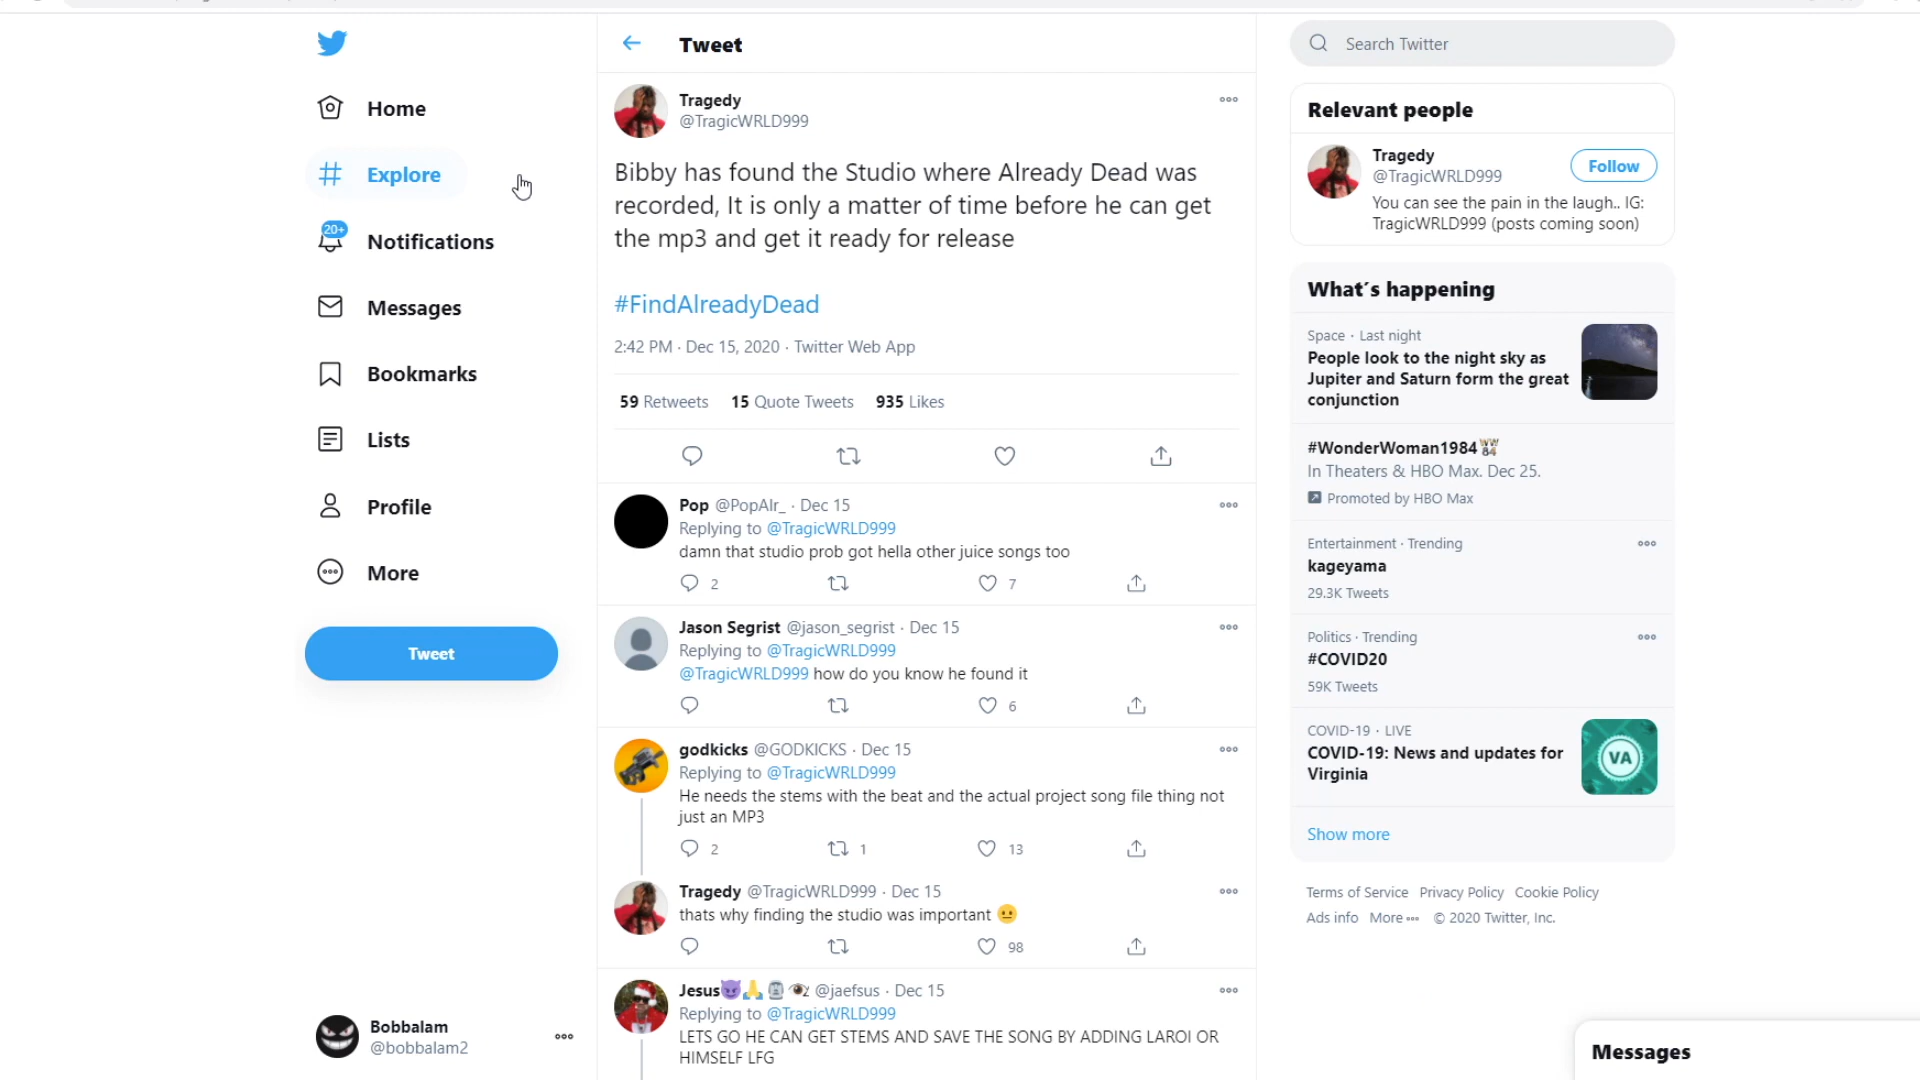 Home
Explore
20+
Notifications
Messages
Bookmarks
Lists
Profile
More
Tweet
Bobbalam
@bobbalam2
Tweet
Tragedy
@TragicWRLD999
Bibby has found the Studio where Already Dead was
recorded, It is only a matter of time before he can get
the mp3 and get it ready for release
#FindAlreadyDead
2:42 PM · Dec 15, 2020 · Twitter Web App
59 Retweets 15 Quote Tweets 935 Likes
Pop @PopAlr_ · Dec 15
Replying to @TragicWRLD999
damn that studio prob got hella other juice songs too
2 7
Jason Segrist @jason_segrist · Dec 15
Replying to @TragicWRLD999
@TragicWRLD999 how do you know he found it
6
godkicks @GODKICKS · Dec 15
Replying to @TragicWRLD999
He needs the stems with the beat and the actual project song file thing not
just an MP3
2 1 13
Tragedy @TragicWRLD999 · Dec 15
thats why finding the studio was important 😐
98
Jesus😈🙏🗿👁️ @jaefsus · Dec 15
Replying to @TragicWRLD999
LETS GO HE CAN GET STEMS AND SAVE THE SONG BY ADDING LAROI OR
HIMSELF LFG
Search Twitter
Relevant people
Tragedy
@TragicWRLD999
Follow
You can see the pain in the laugh.. IG:
TragicWRLD999 (posts coming soon)
What's happening
Space · Last night
People look to the night sky as
Jupiter and Saturn form the great
conjunction
#WonderWoman1984
In Theaters & HBO Max. Dec 25.
Promoted by HBO Max
Entertainment · Trending
kageyama
29.3K Tweets
Politics · Trending
#COVID20
59K Tweets
COVID-19 · LIVE
COVID-19: News and updates for
Virginia
VA
Show more
Terms of Service Privacy Policy Cookie Policy
Ads info More © 2020 Twitter, Inc.
Messages